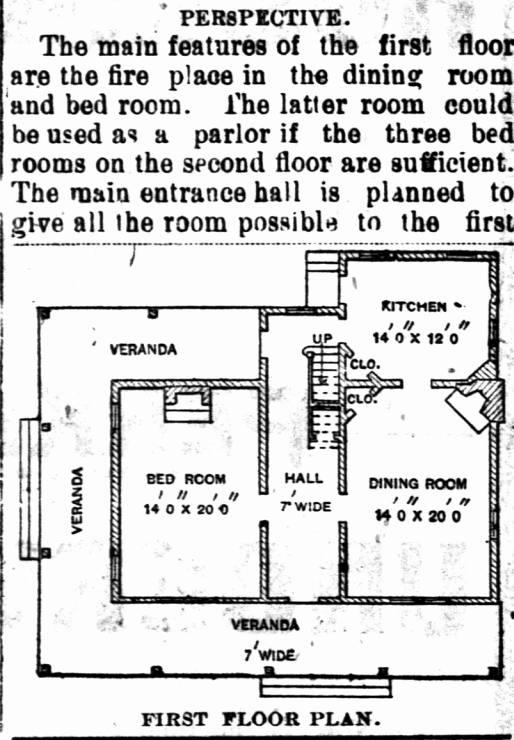 PERSPECTIVE.
The main features of the first floor
are the fire place in the dining room
and bed room. The latter room could
be used as a parlor if the three bed
rooms on the second floor are sufficient.
The main entrance hall is planned to
give all the room possible to the first
KITCHEN
14' 0" X 12' 0"
UP
VERANDA
CLO.
CLO.
BED ROOM
14' 0" X 20' 0"
HALL
7' WIDE
DINING ROOM
14' 0" X 20' 0"
VERANDA
VERANDA
7' WIDE
FIRST FLOOR PLAN.